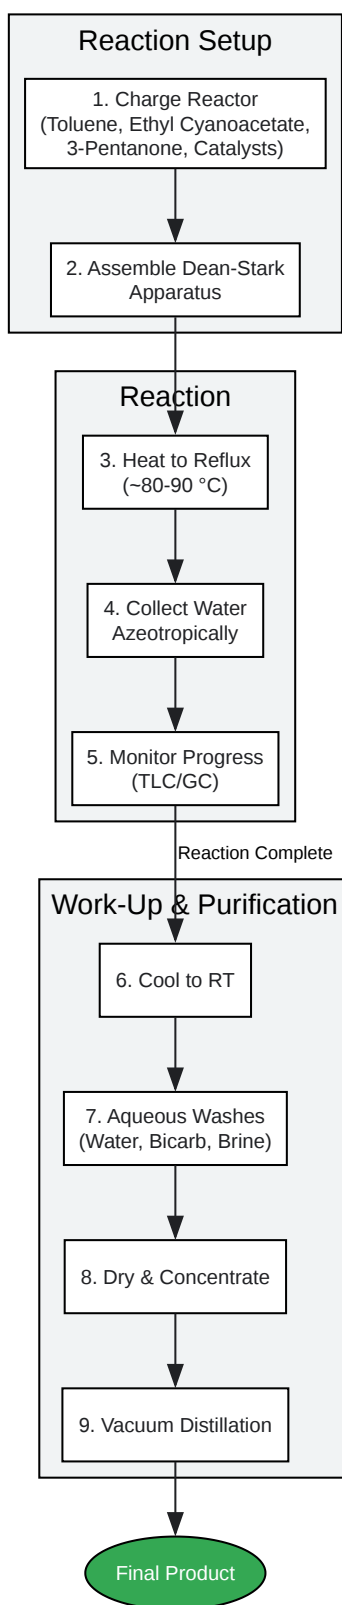 Reaction Setup
1. Charge Reactor
(Toluene, Ethyl Cyanoacetate,
3-Pentanone, Catalysts)
2. Assemble Dean-Stark
Apparatus
Reaction
3. Heat to Reflux
(~80-90 °C)
4. Collect Water
Azeotropically
5. Monitor Progress
(TLC/GC)
Reaction Complete
Work-Up & Purification
6. Cool to RT
7. Aqueous Washes
(Water, Bicarb, Brine)
8. Dry & Concentrate
9. Vacuum Distillation
Final Product